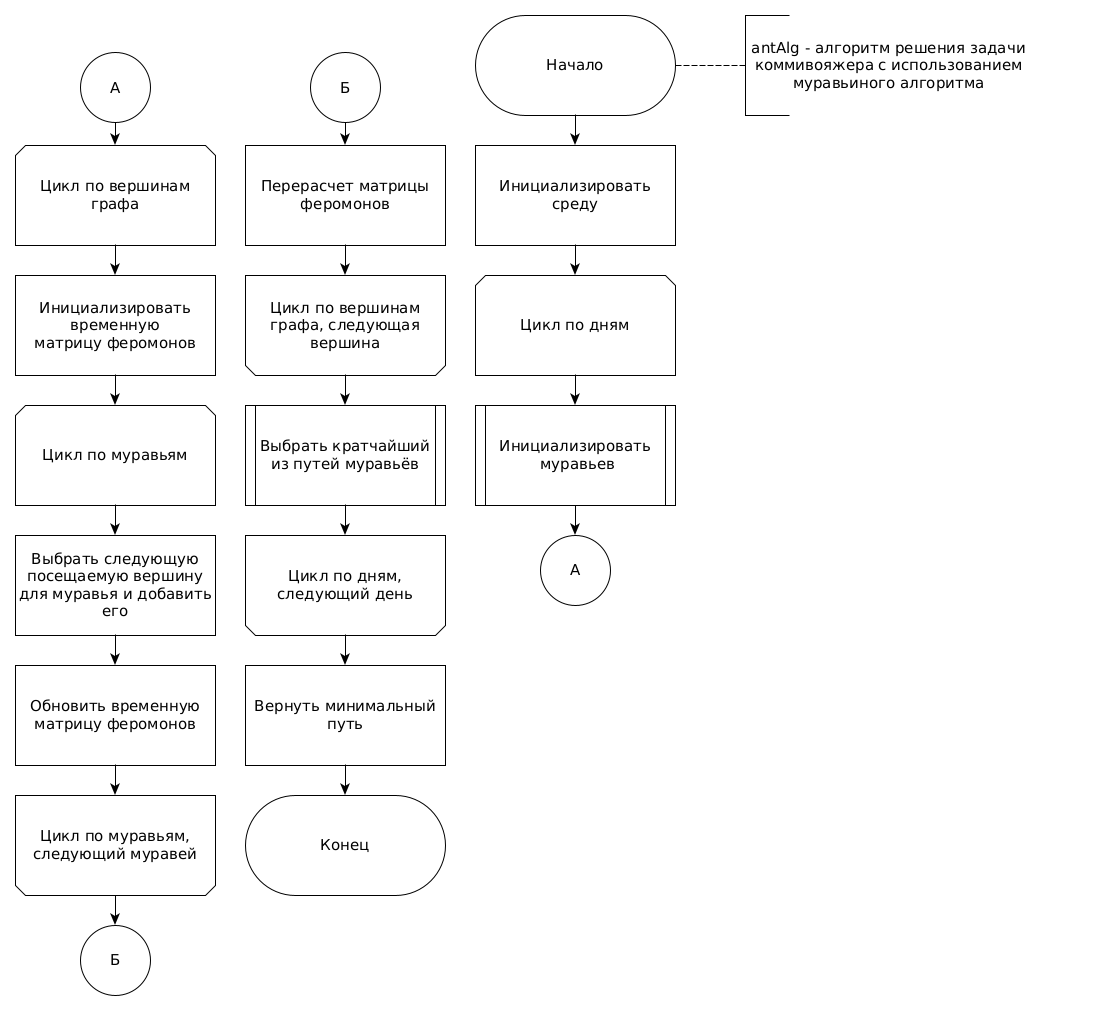 А
Цикл по вершинам
графа
Инициализировать
временную
матрицу феромонов
Цикл по муравьям
Выбрать следующую
посещаемую вершину
для муравья и добавить
его
Обновить временную
матрицу феромонов
Цикл по муравьям,
следующий муравей
Б
Б
Перерасчет матрицы
феромонов
Цикл по вершинам
графа, следующая
вершина
Выбрать кратчайший
из путей муравьёв
Цикл по дням,
следующий день
Вернуть минимальный
путь
Конец
Начало
Инициализировать
среду
Цикл по дням
Инициализировать
муравьев
А
antAlg - алгоритм решения задачи
коммивояжера с использованием
муравьиного алгоритма